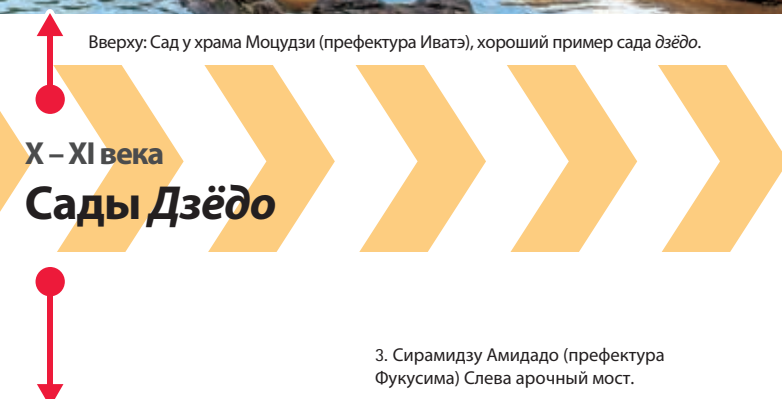 Вверху: Сад у храма Моцудзи (префектура Иватэ), хороший пример сада дзёдо.
X – XI века
Сады Дзёдо
3. Сирамидзу Амидадо (префектура
Фукусима) Слева арочный мост.